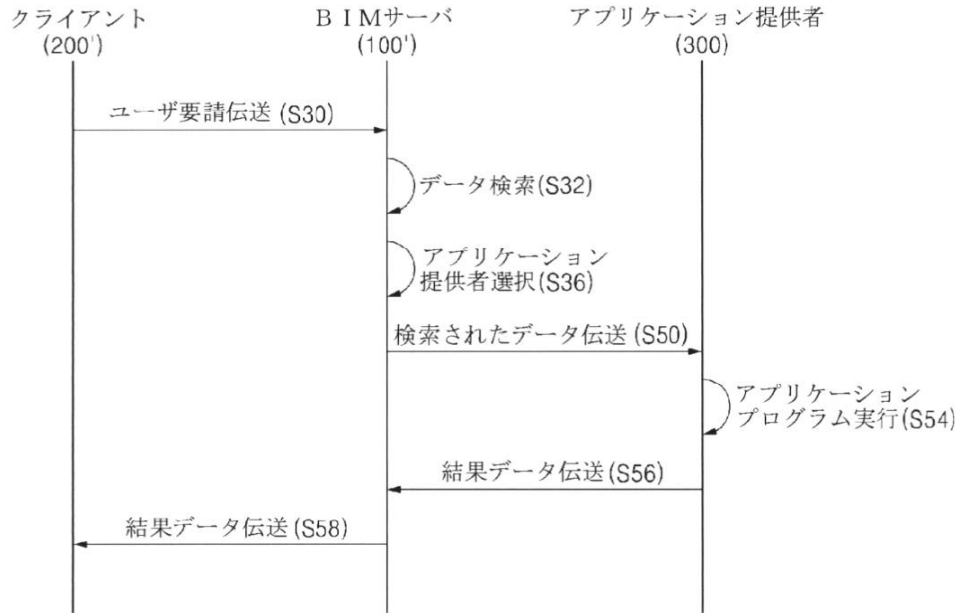 クライアント
(200')
ＢＩＭサーバ
(100')
アプリケーション提供者
(300)
ユーザ要請伝送(S30)
データ検索(S32)
アプリケーション
提供者選択(S36)
検索されたデータ伝送(S50)
アプリケーション
プログラム実行(S54)
結果データ伝送(S56)
結果データ伝送(S58)